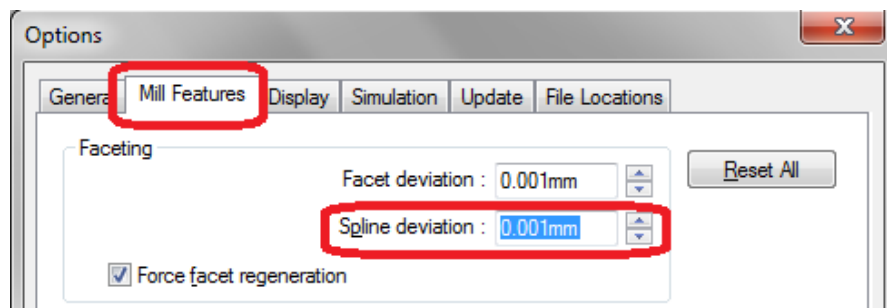 Options
General Mill Features Display Simulation Update File Locations
Faceting
Facet deviation : 0.001mm
Reset All
Spline deviation : 0.001mm
Force facet regeneration